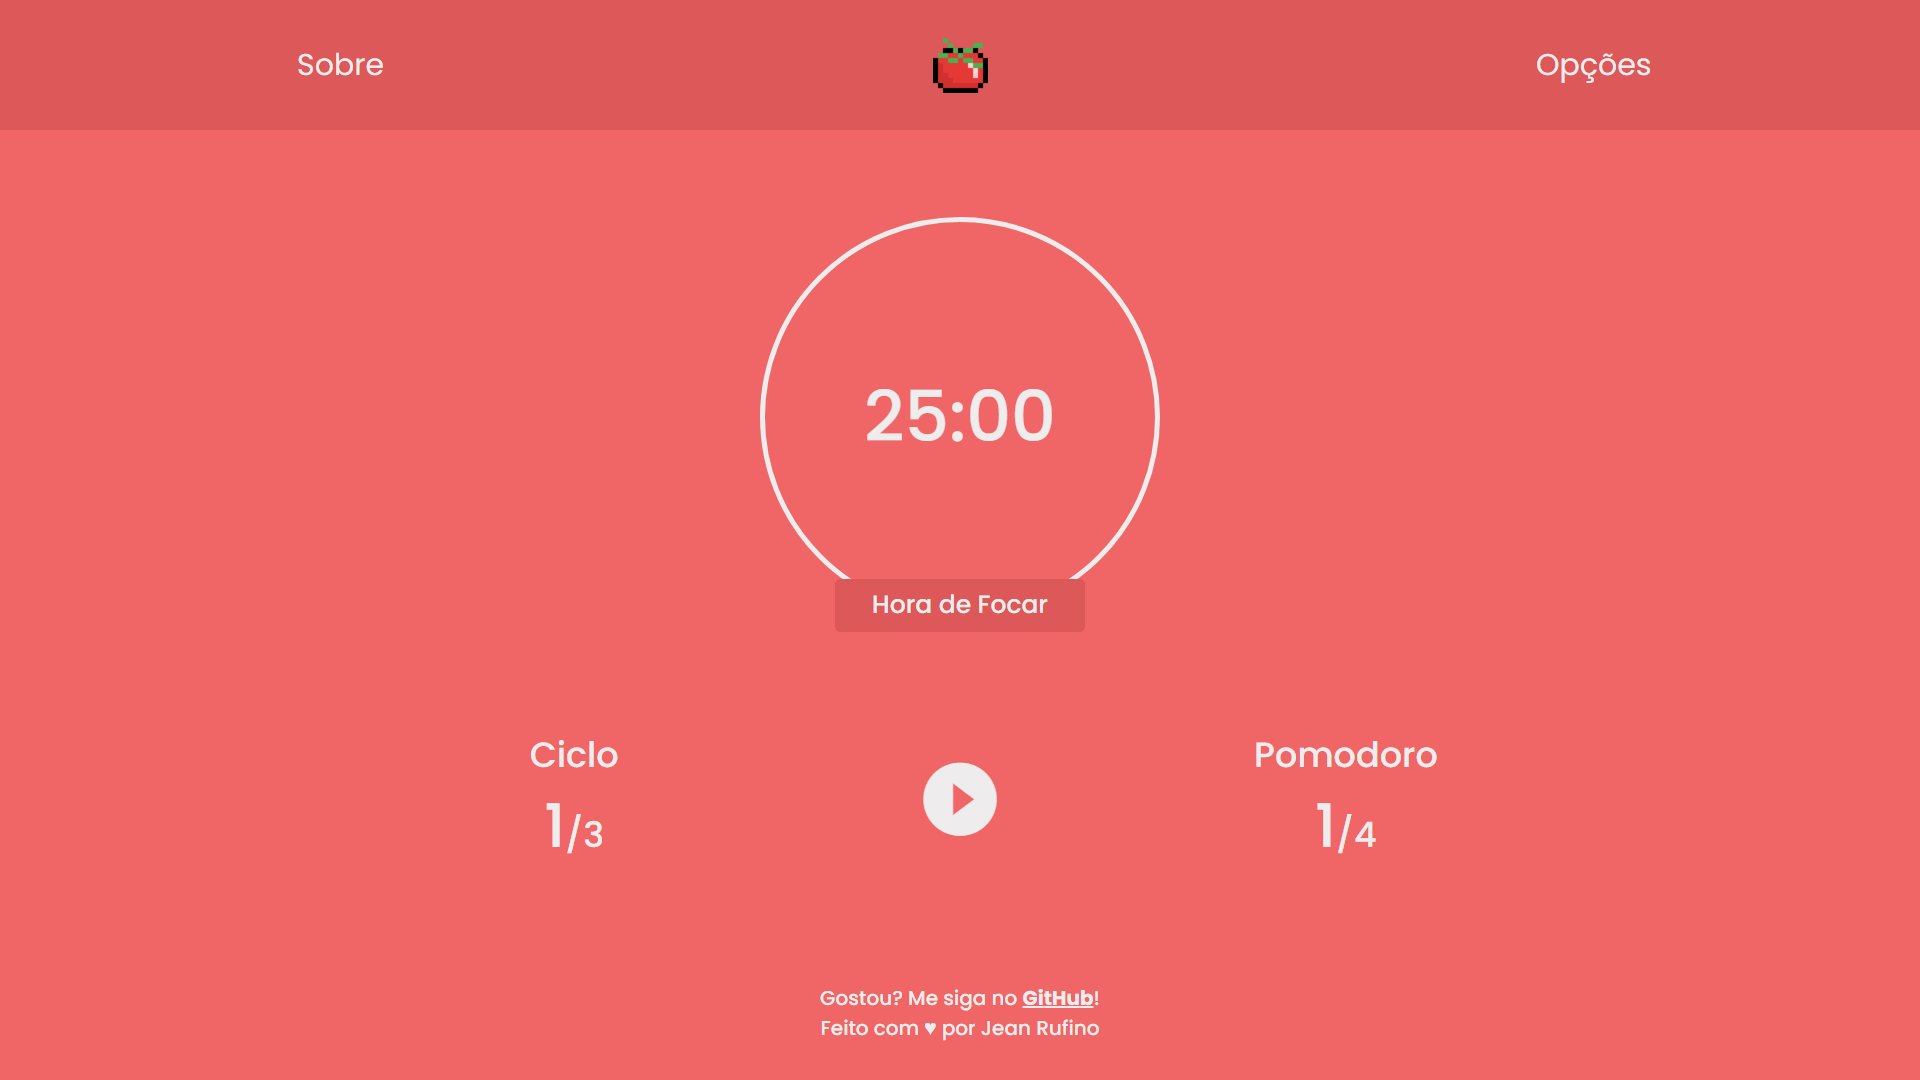 Sobre
Opções
25:00
Hora de Focar
Ciclo
1/3
Pomodoro
1/4
Gostou? Me siga no GitHub!
Feito com ♥ por Jean Rufino